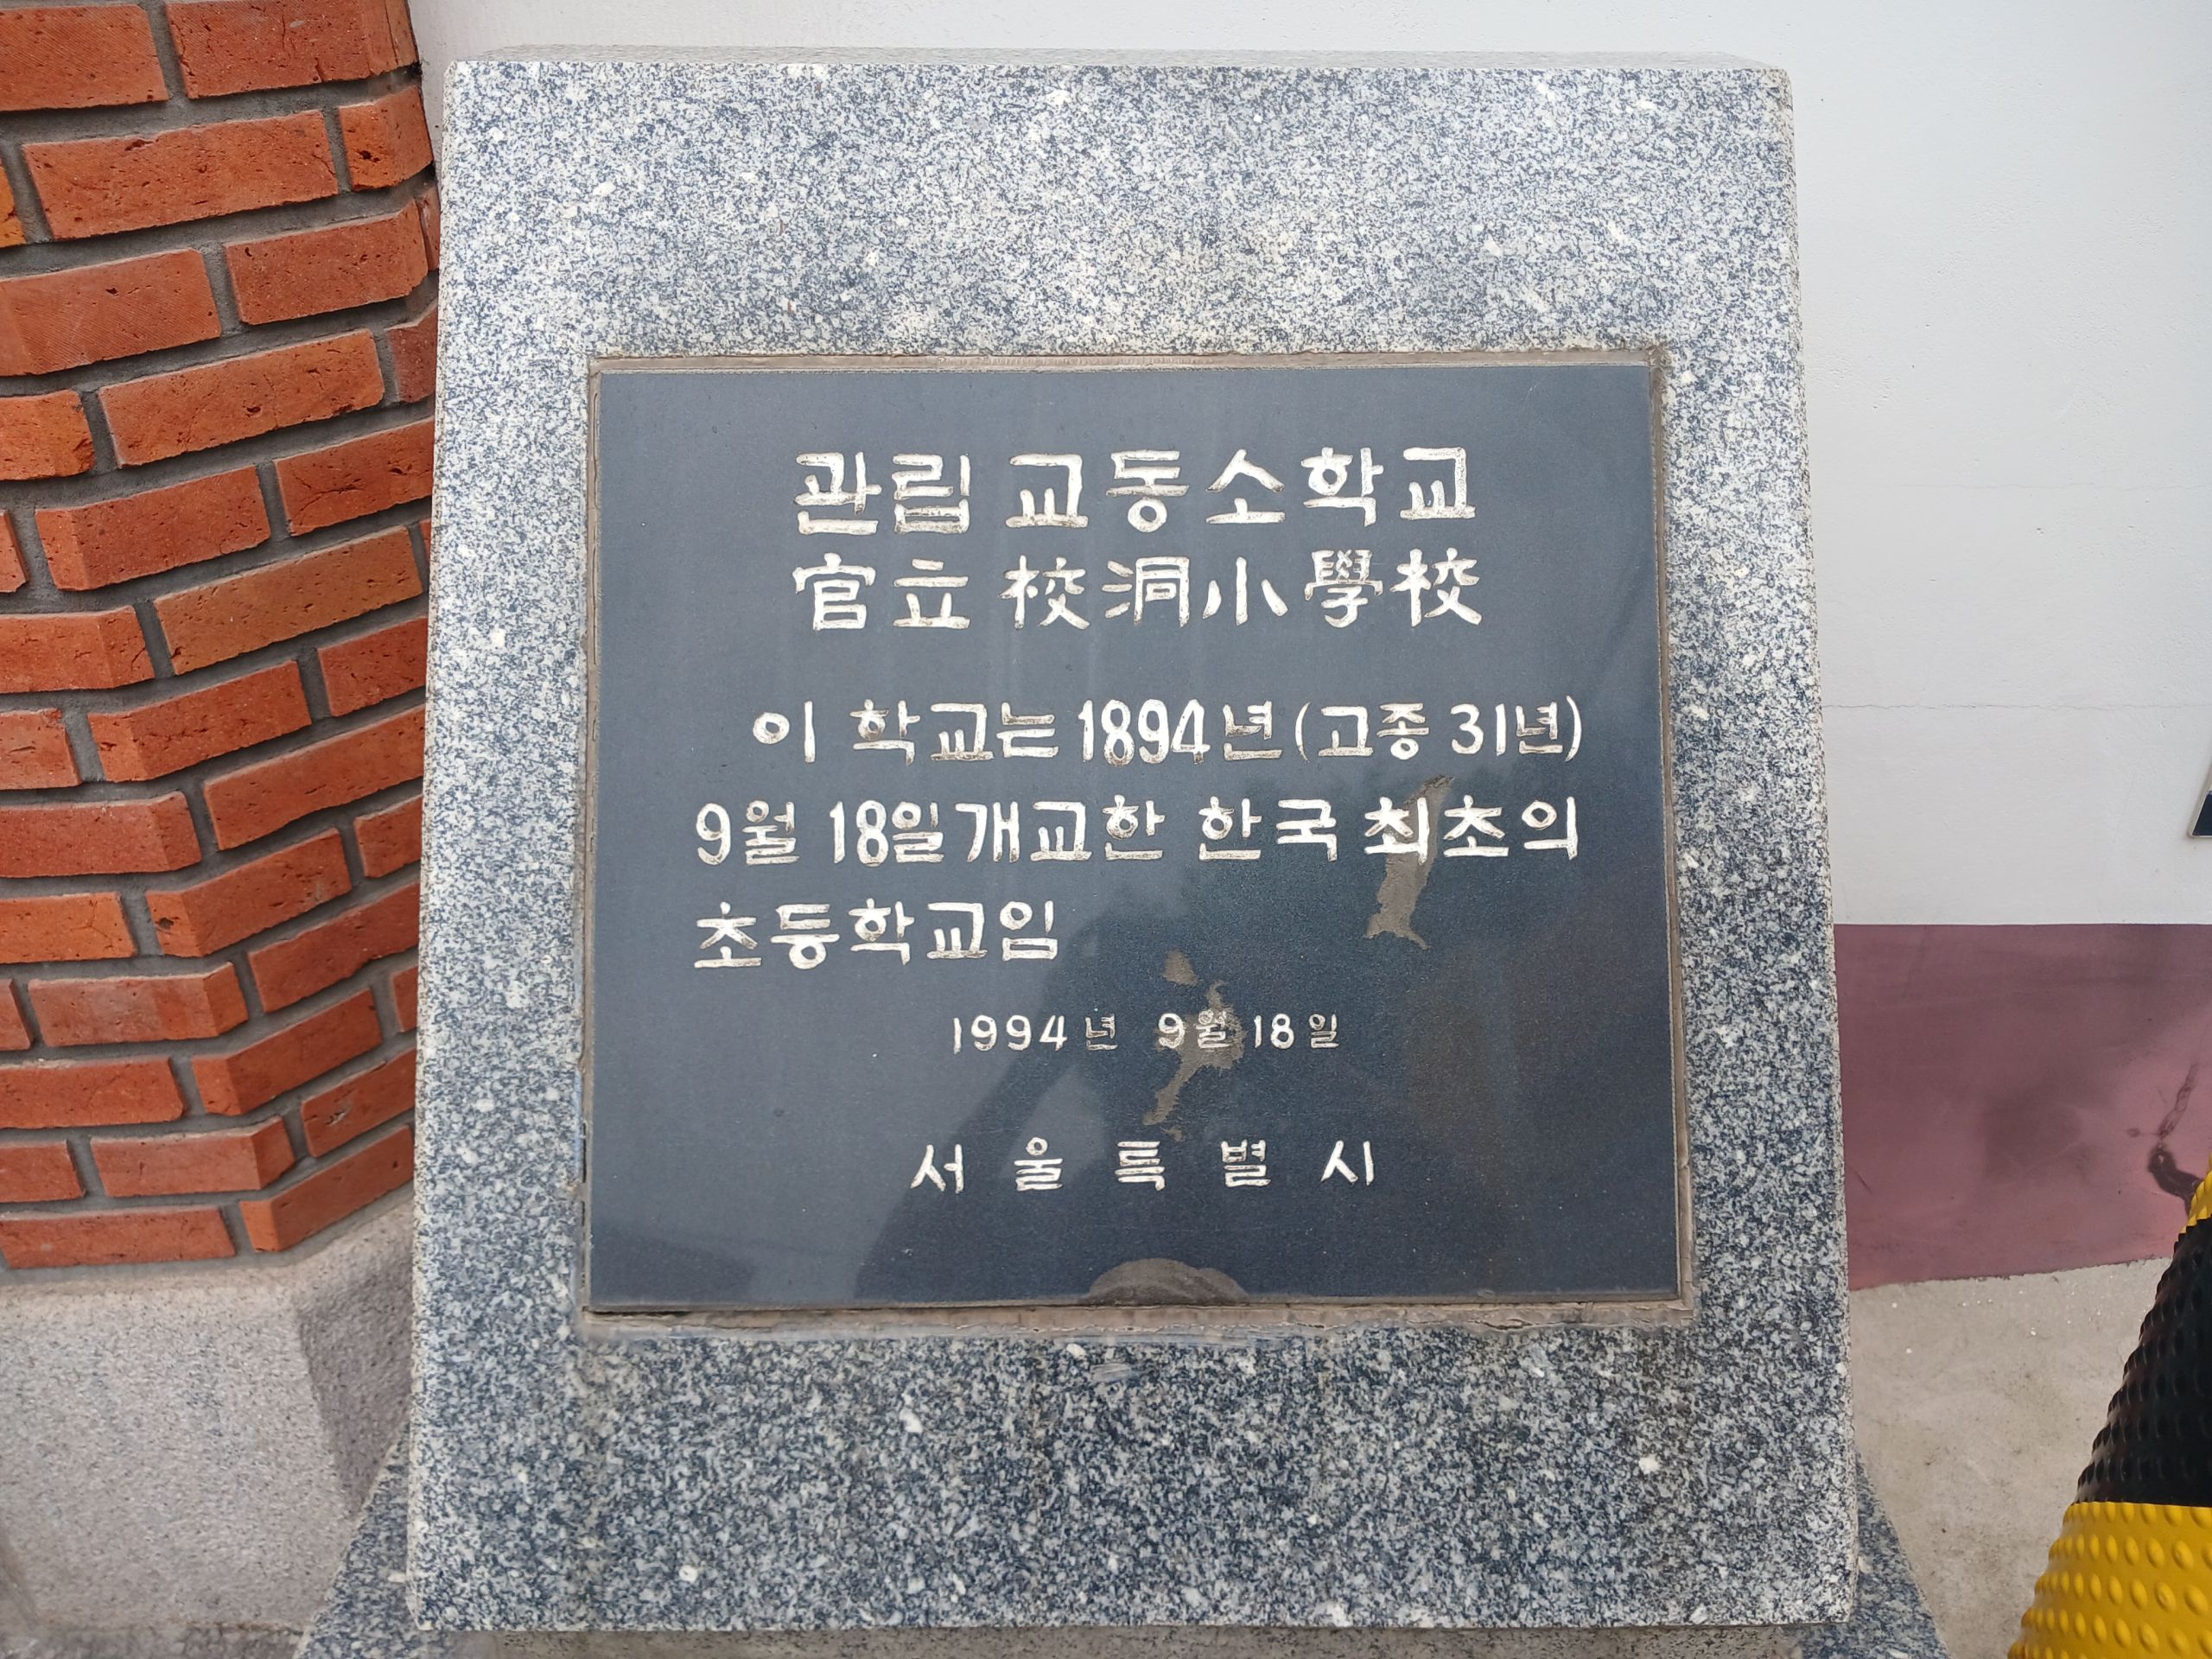 관립 교동소학교
官立 校洞小學校
이 학교는 1894년(고종 31년)
9월 18일 개교한 한국 최초의
초등학교임
1994년 9월 18일
서울특별시